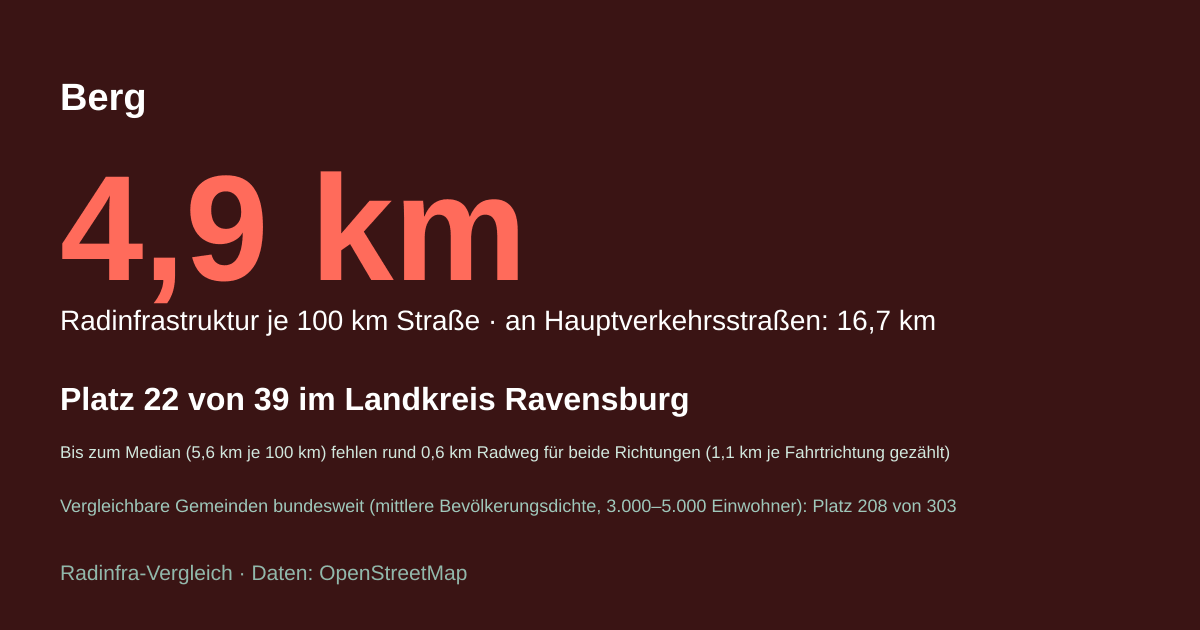 Berg
4,9 km
Radinfrastruktur je 100 km Straße · an Hauptverkehrsstraßen: 16,7 km
Platz 22 von 39 im Landkreis Ravensburg
Bis zum Median (5,6 km je 100 km) fehlen rund 0,6 km Radweg für beide Richtungen (1,1 km je Fahrtrichtung gezählt)
Vergleichbare Gemeinden bundesweit (mittlere Bevölkerungsdichte, 3.000–5.000 Einwohner): Platz 208 von 303
Radinfra-Vergleich · Daten: OpenStreetMap